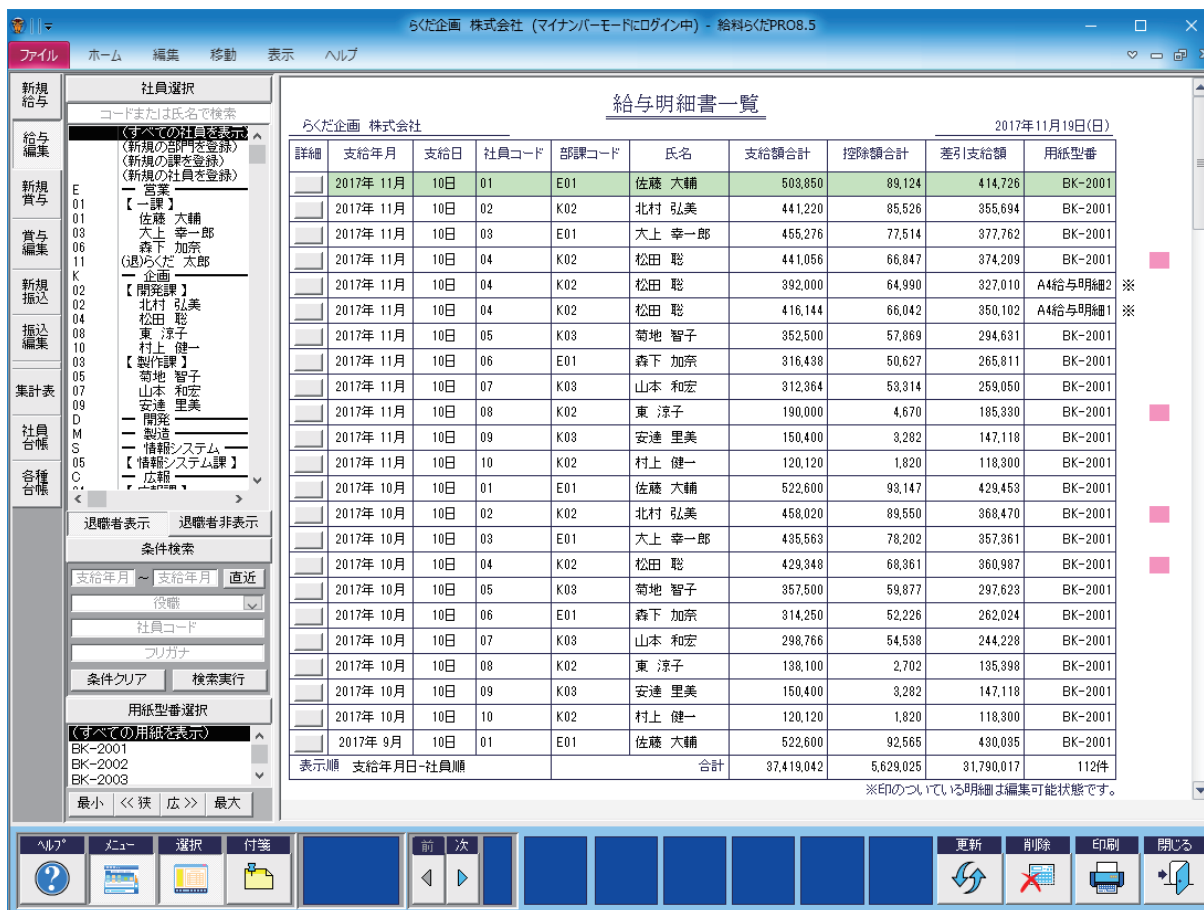 らくだ企画 株式会社 (マイナンバーモードにログイン中) - 給料らくだPRO8.5
ファイル ホーム 編集 移動 表示 ヘルプ
新規給与
給与編集
新規賞与
賞与編集
新規振込
振込編集
集計表
社員台帳
各種台帳
社員選択
コードまたは氏名で検索
(すべての社員を表示)
(新規の部門を登録)
(新規の課を登録)
(新規の社員を登録)
E ― 営業 ―
01 【一課】
01 佐藤 大輔
03 大上 幸一郎
06 森下 加奈
11 (退)らくだ 太郎
K ― 企画 ―
02 【開発課】
02 北村 弘美
04 松田 聡
08 東 涼子
10 村上 健一
03 【製作課】
05 菊地 智子
07 山本 和宏
09 安達 里美
D ― 開発 ―
M ― 製造 ―
S ― 情報システム ―
05 【情報システム課】
C ― 広報 ―
退職者表示 退職者非表示
条件検索
支給年月 ~ 支給年月 直近
役職
社員コード
フリガナ
条件クリア 検索実行
用紙型番選択
(すべての用紙を表示)
BK-2001
BK-2002
BK-2003
最小 <<狭 広>> 最大
給与明細書一覧
らくだ企画 株式会社 2017年11月19日(日)
詳細 支給年月 支給日 社員コード 部課コード 氏名 支給額合計 控除額合計 差引支給額 用紙型番
2017年 11月 10日 01 E01 佐藤 大輔 503,850 89,124 414,726 BK-2001
2017年 11月 10日 02 K02 北村 弘美 441,220 85,526 355,694 BK-2001
2017年 11月 10日 03 E01 大上 幸一郎 455,276 77,514 377,762 BK-2001
2017年 11月 10日 04 K02 松田 聡 441,056 66,847 374,209 BK-2001
2017年 11月 10日 04 K02 松田 聡 392,000 64,990 327,010 A4給与明細2 ※
2017年 11月 10日 04 K02 松田 聡 416,144 66,042 350,102 A4給与明細1 ※
2017年 11月 10日 05 K03 菊地 智子 352,500 57,869 294,631 BK-2001
2017年 11月 10日 06 E01 森下 加奈 316,438 50,627 265,811 BK-2001
2017年 11月 10日 07 K03 山本 和宏 312,364 53,314 259,050 BK-2001
2017年 11月 10日 08 K02 東 涼子 190,000 4,670 185,330 BK-2001
2017年 11月 10日 09 K03 安達 里美 150,400 3,282 147,118 BK-2001
2017年 11月 10日 10 K02 村上 健一 120,120 1,820 118,300 BK-2001
2017年 10月 10日 01 E01 佐藤 大輔 522,600 93,147 429,453 BK-2001
2017年 10月 10日 02 K02 北村 弘美 458,020 89,550 368,470 BK-2001
2017年 10月 10日 03 E01 大上 幸一郎 435,563 78,202 357,361 BK-2001
2017年 10月 10日 04 K02 松田 聡 429,348 68,361 360,987 BK-2001
2017年 10月 10日 05 K03 菊地 智子 357,500 59,877 297,623 BK-2001
2017年 10月 10日 06 E01 森下 加奈 314,250 52,226 262,024 BK-2001
2017年 10月 10日 07 K03 山本 和宏 298,766 54,538 244,228 BK-2001
2017年 10月 10日 08 K02 東 涼子 138,100 2,702 135,398 BK-2001
2017年 10月 10日 09 K03 安達 里美 150,400 3,282 147,118 BK-2001
2017年 10月 10日 10 K02 村上 健一 120,120 1,820 118,300 BK-2001
2017年 9月 10日 01 E01 佐藤 大輔 522,600 92,565 430,035 BK-2001
表示順 支給年月日-社員順 合計 37,419,042 5,629,025 31,790,017 112件
※印のついている明細は編集可能状態です。
ヘルプ メニュー 選択 付箋 前 次 更新 削除 印刷 閉じる